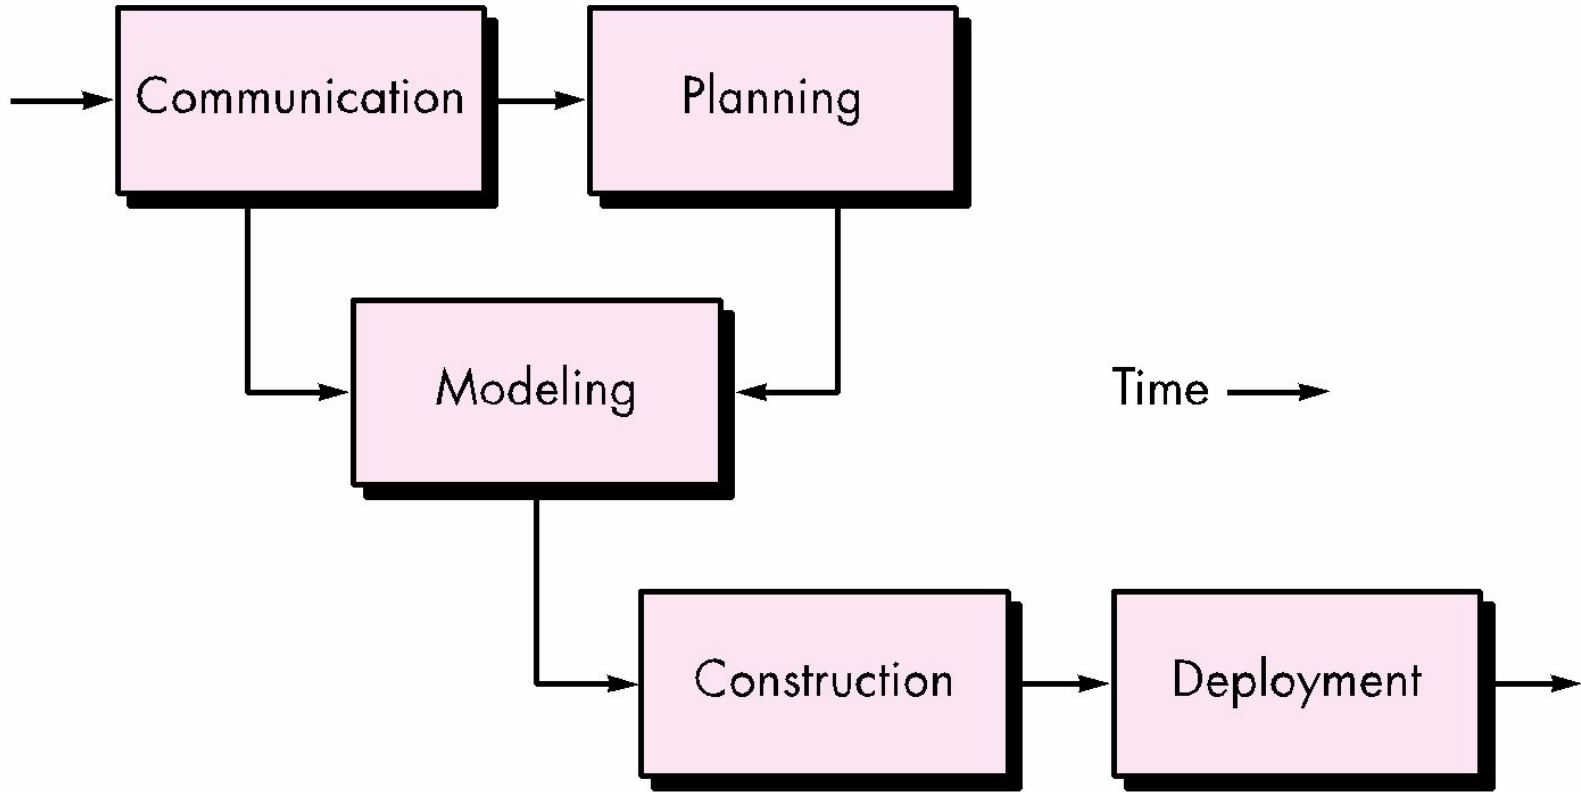 Communication
Planning
Modeling
Time
Construction
Deployment